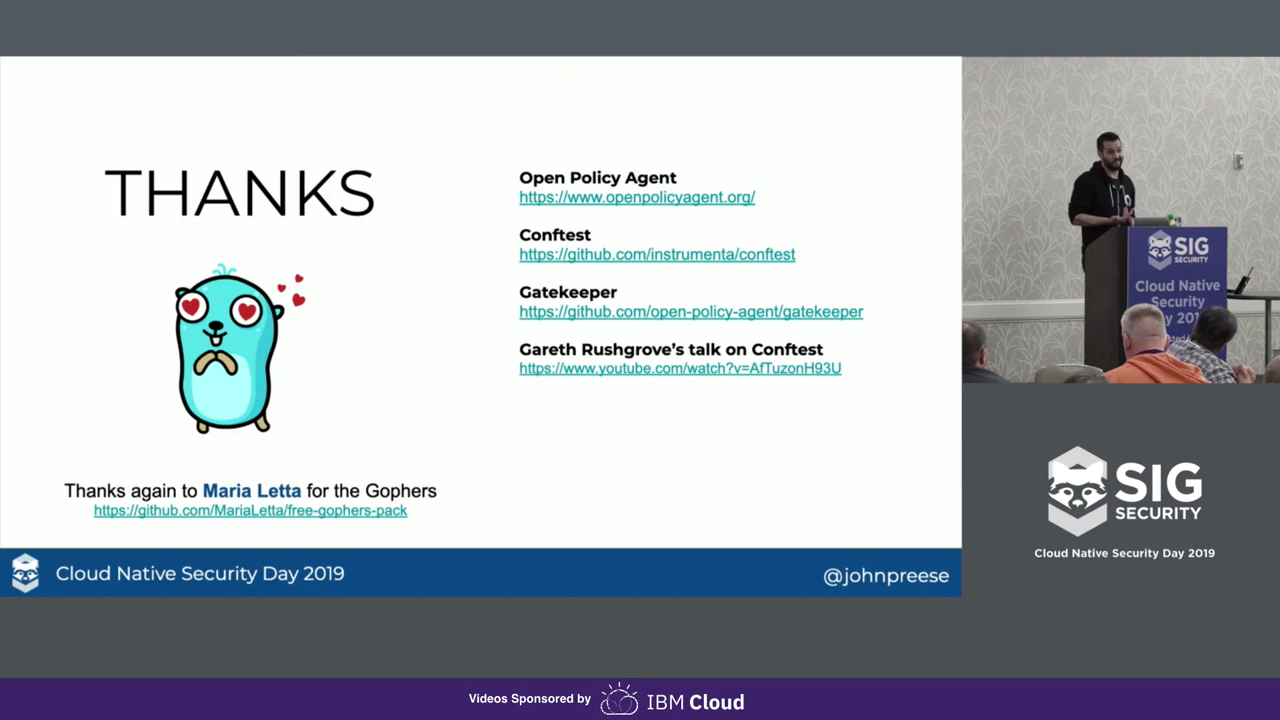 THANKS
Thanks again to Maria Letta for the Gophers
https://github.com/MariaLetta/free-gophers-pack
Open Policy Agent
https://www.openpolicyagent.org/
Conftest
https://github.com/instrumenta/conftest
Gatekeeper
https://github.com/open-policy-agent/gatekeeper
Gareth Rushgrove's talk on Conftest
https://www.youtube.com/watch?v=AfTuzonH93U
Cloud Native Security Day 2019
@johnpreese
SIG
SECURITY
Cloud Native
Security
SIG
SECURITY
Cloud Native Security Day 2019
Videos Sponsored by
IBM Cloud